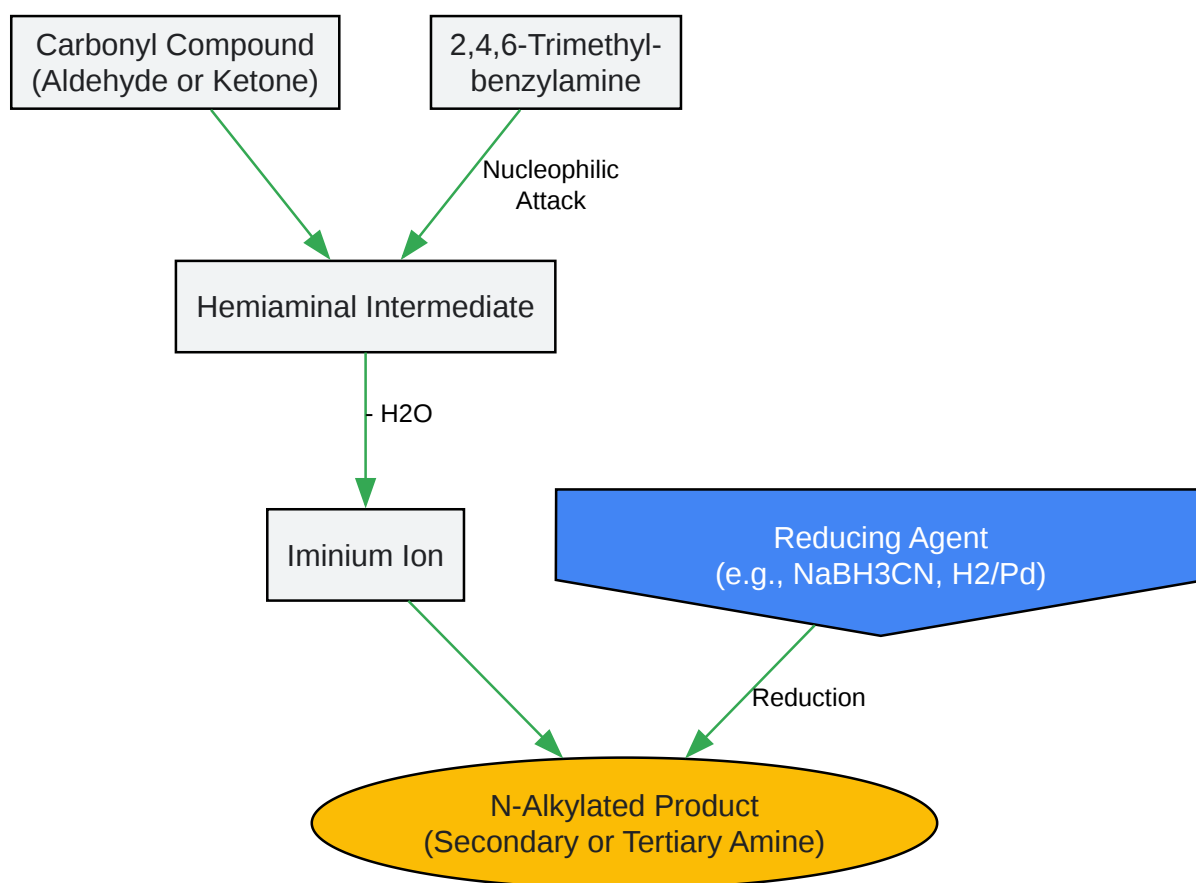 Carbonyl Compound
(Aldehyde or Ketone)
2,4,6-Trimethyl-
benzylamine
Nucleophilic
Attack
Hemiaminal Intermediate
- H2O
Iminium Ion
Reducing Agent
(e.g., NaBH3CN, H2/Pd)
Reduction
N-Alkylated Product
(Secondary or Tertiary Amine)